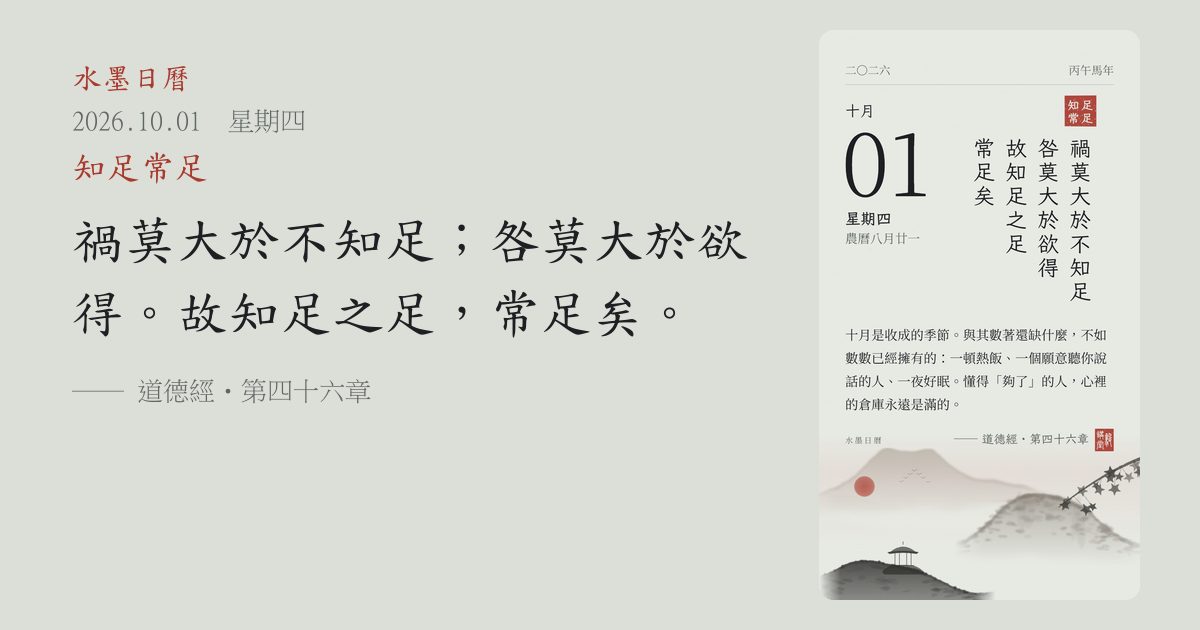 水墨日曆
2026.10.01 星期四
知足常足
禍莫大於不知足；咎莫大於欲
得。故知足之足，常足矣。
—— 道德經・第四十六章
二〇二六
丙午馬年
十月
01
星期四
農曆八月廿一
知足
常足
禍莫大於不知足
咎莫大於欲得
故知足之足
常足矣
十月是收成的季節。與其數著還缺什麼，不如
數數已經擁有的：一頓熱飯、一個願意聽你說
話的人、一夜好眠。懂得「夠了」的人，心裡
的倉庫永遠是滿的。
水墨日曆
—— 道德經・第四十六章